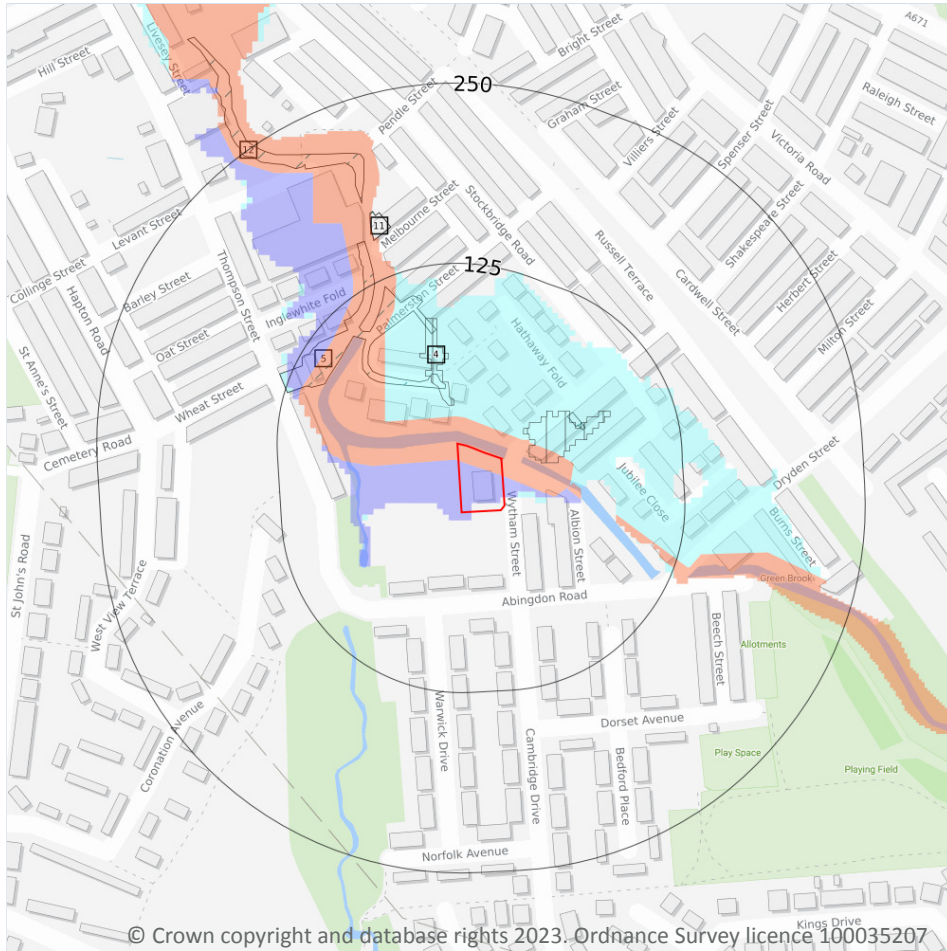 A671
Livesey Street
Bright Street
Hill Street
Raleigh Street
250
Pendle Street
Graham Street
Villiers Street
Spenser Street
Victoria Road
12
Shakespeare Street
Melbourne Street
Stockbridge Road
Levant Street
11
Russell Terrace
Collinge Street
Thompson Street
125
Cardwell Street
Herbert Street
Milton Street
Hapton Road
Barley Street
Inglewhite Fold
Palmerston Street
Hathaway Fold
Oat Street
5
4
St Anne's Street
Wheat Street
Cemetery Road
Jubilee Close
Dryden Street
Wytham Street
Albion Street
Burns Street
St John's Road
West View Terrace
Green Brook
Abingdon Road
Beech Street
Allotments
Warwick Drive
Dorset Avenue
Coronation Avenue
Cambridge Drive
Bedford Place
Play Space
Playing Field
Norfolk Avenue
Kings Drive
© Crown copyright and database rights 2023. Ordnance Survey licence 100035207